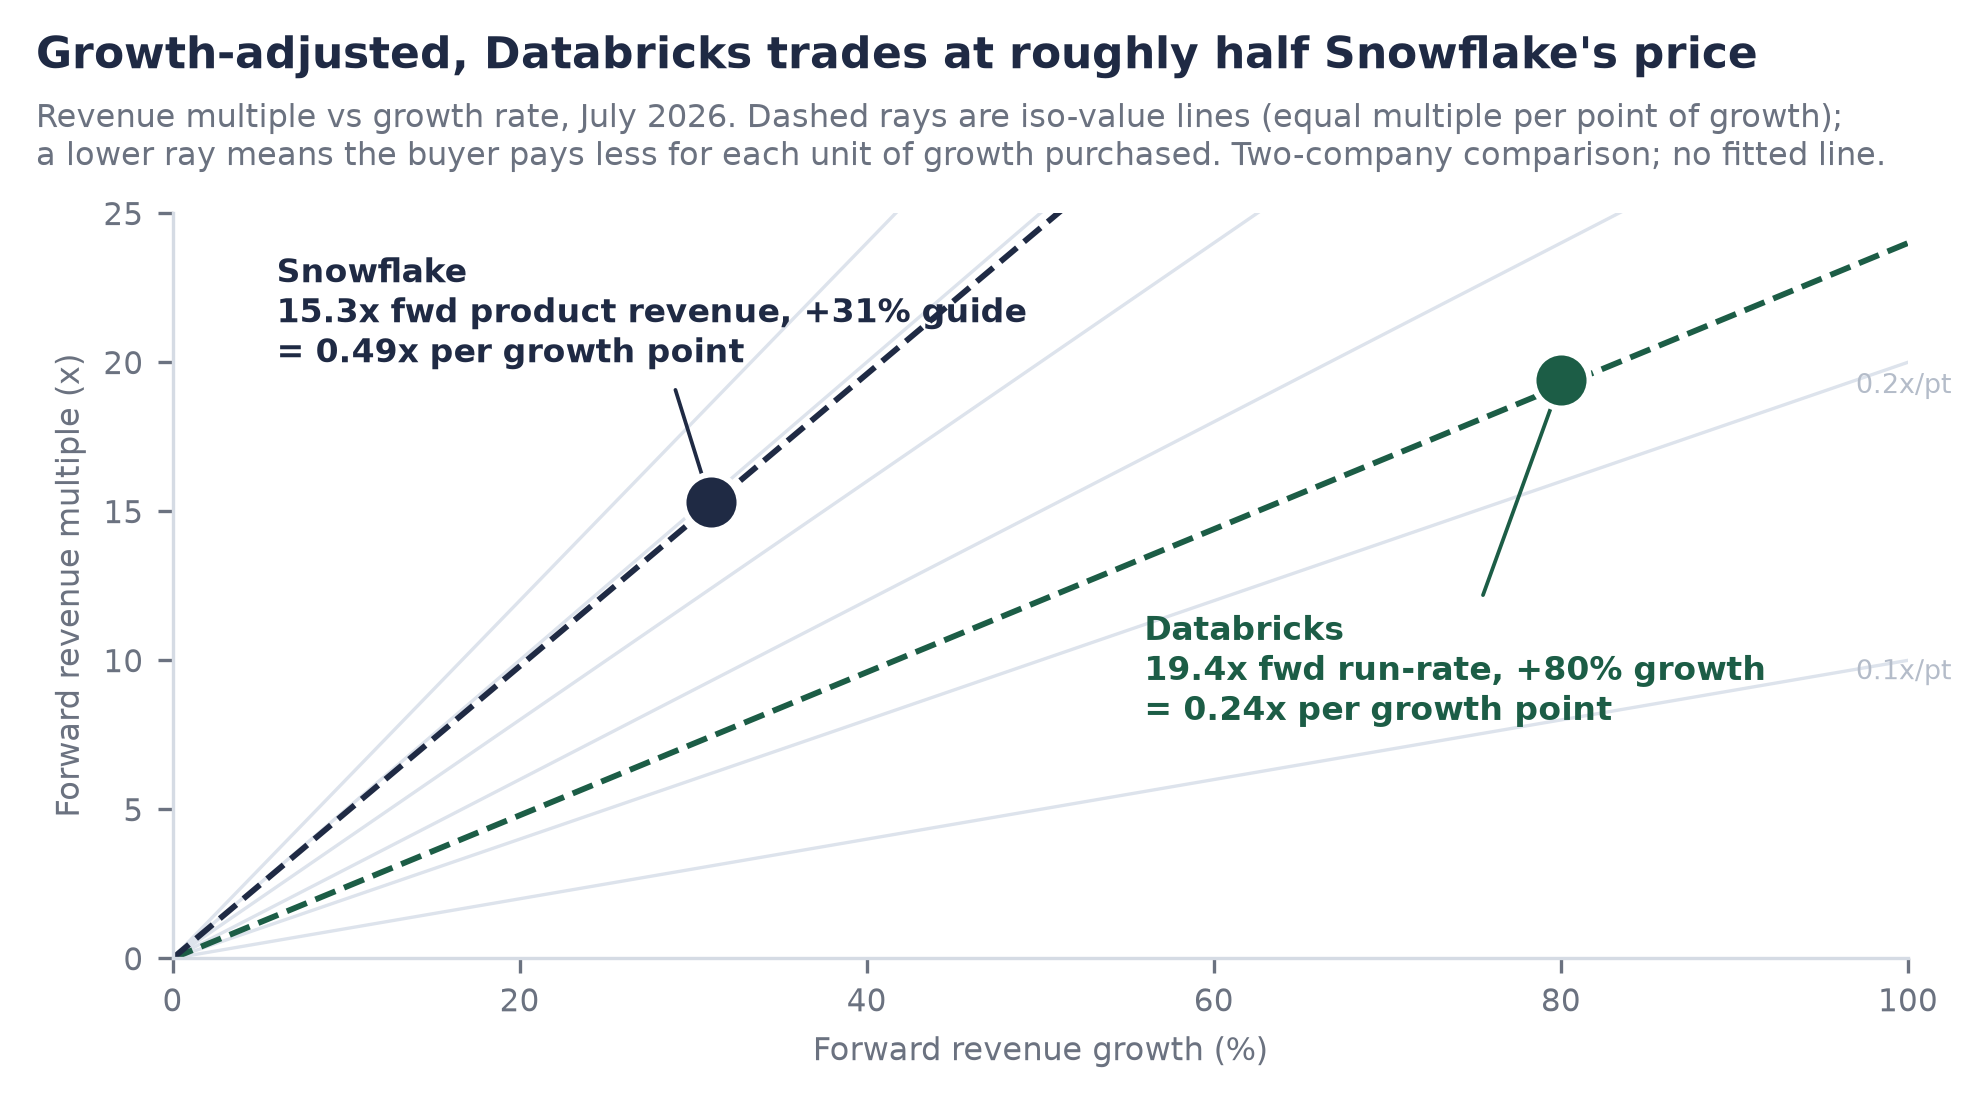 Growth-adjusted, Databricks trades at roughly half Snowflake's price
Revenue multiple vs growth rate, July 2026. Dashed rays are iso-value lines (equal multiple per point of growth);
a lower ray means the buyer pays less for each unit of growth purchased. Two-company comparison; no fitted line.
Forward revenue multiple (x)
25
20
15
10
5
0
Snowflake
15.3x fwd product revenue, +31% guide
= 0.49x per growth point
0.2x/pt
Databricks
19.4x fwd run-rate, +80% growth
= 0.24x per growth point
0.1x/pt
0
20
40
60
80
100
Forward revenue growth (%)